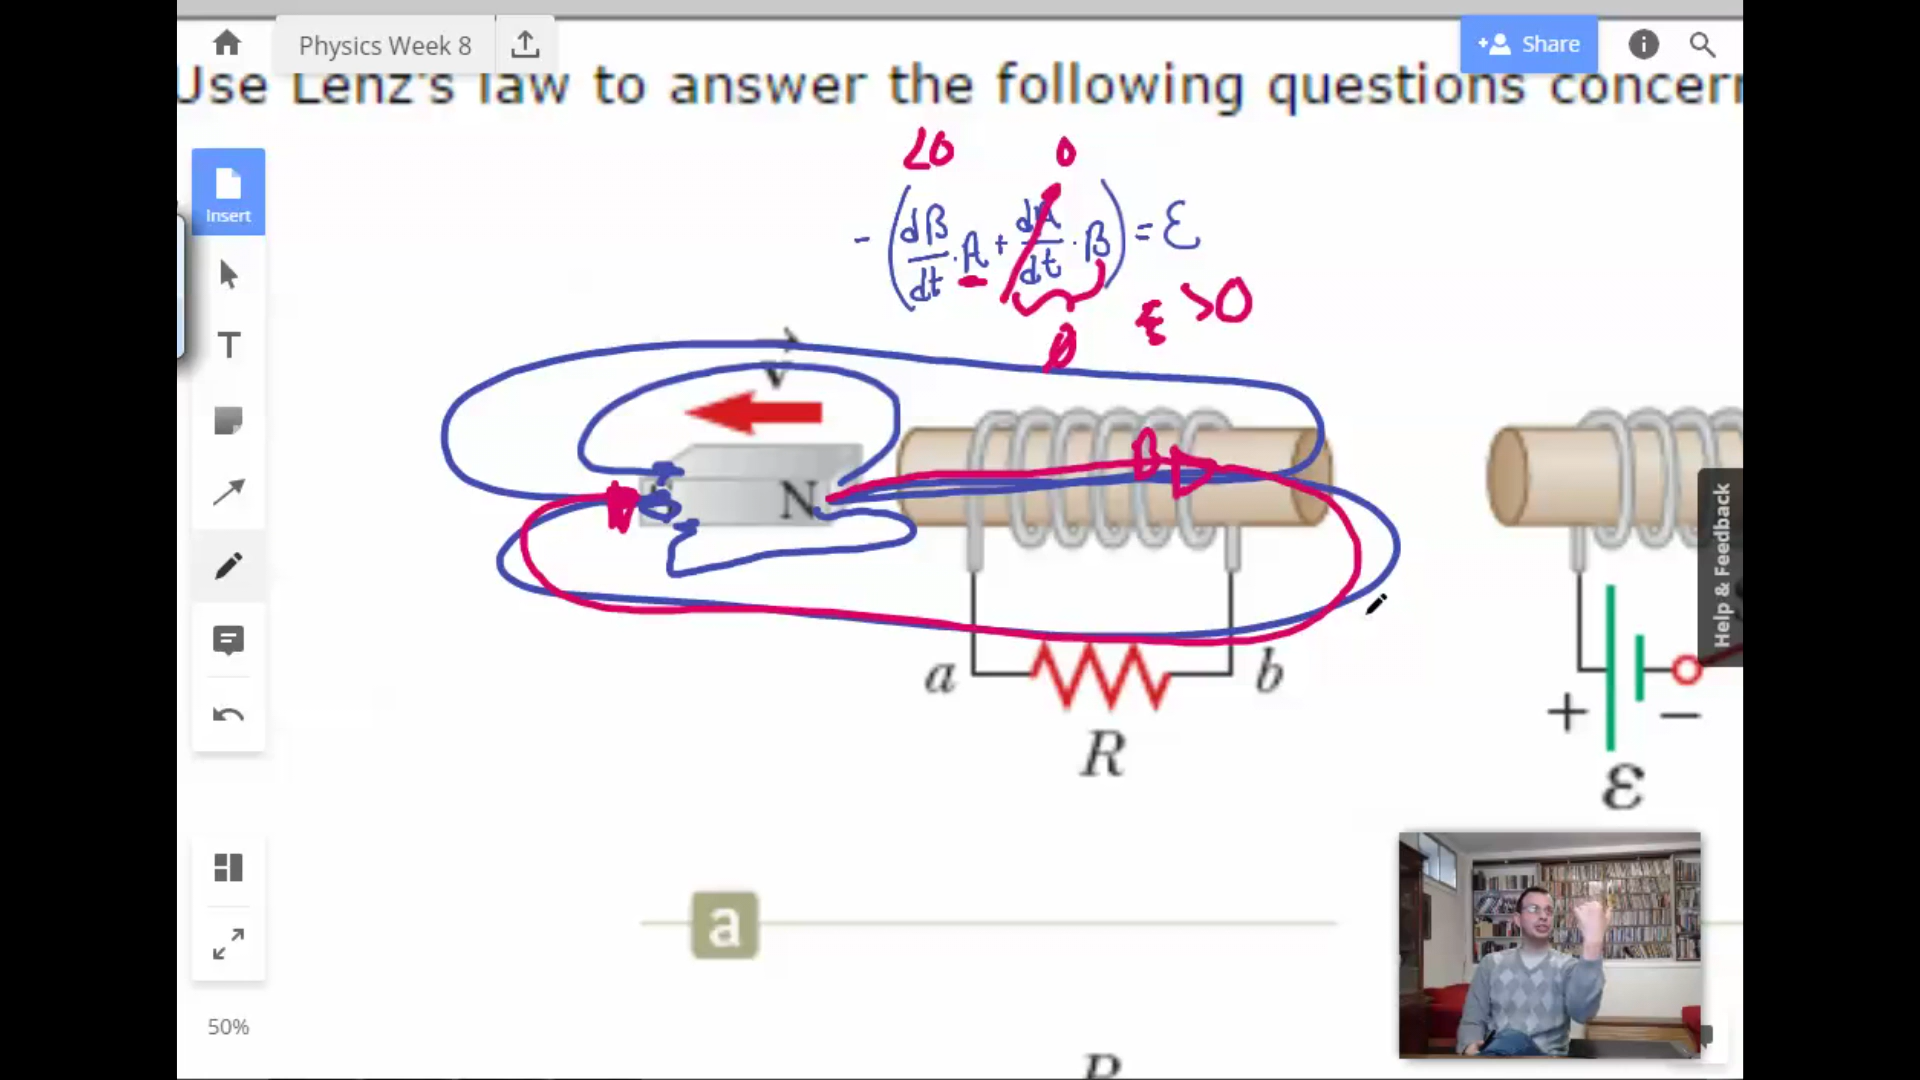 Physics Week 8
Share
Use Lenz's law to answer the following questions concern
Insert
<0
0
-(dB/dt · A + dA/dt · B) = ε
ε >0
0
v
T
B
S
N
Help & Feedback
a
b
+
−
R
ε
a
50%
R